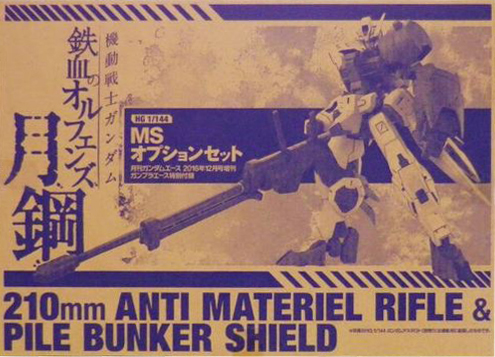 機動戦士ガンダム
鉄血のオルフェンズ
月鋼
HG 1/144
MS
オプションセット
月刊ガンダムエース 2016年12月号増刊
ガンプラエース特別付録
210mm ANTI MATERIEL RIFLE &
PILE BUNKER SHIELD